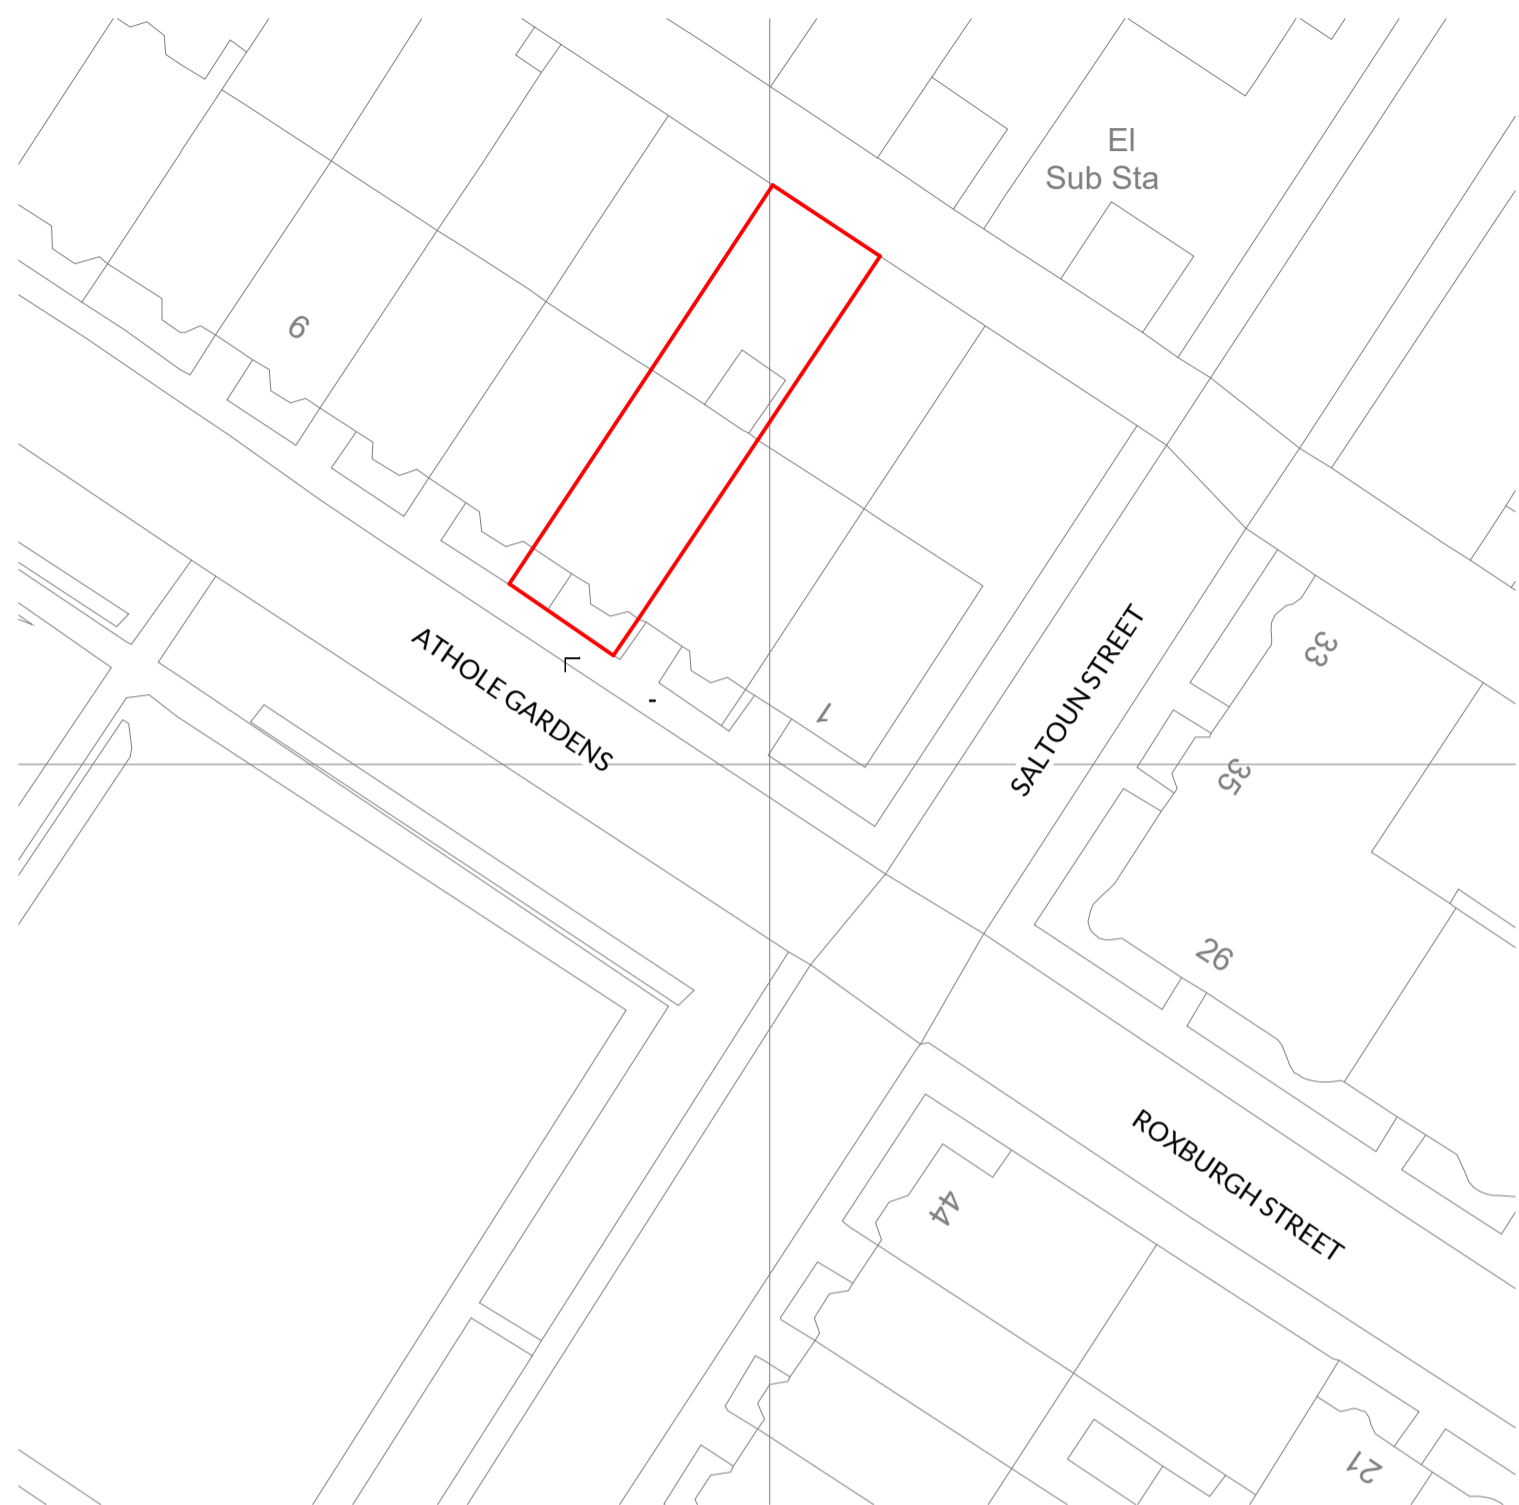 El
Sub Sta
6
ATHOLE GARDENS
1
SALTOUN STREET
33
35
26
ROXBURGH STREET
44
21